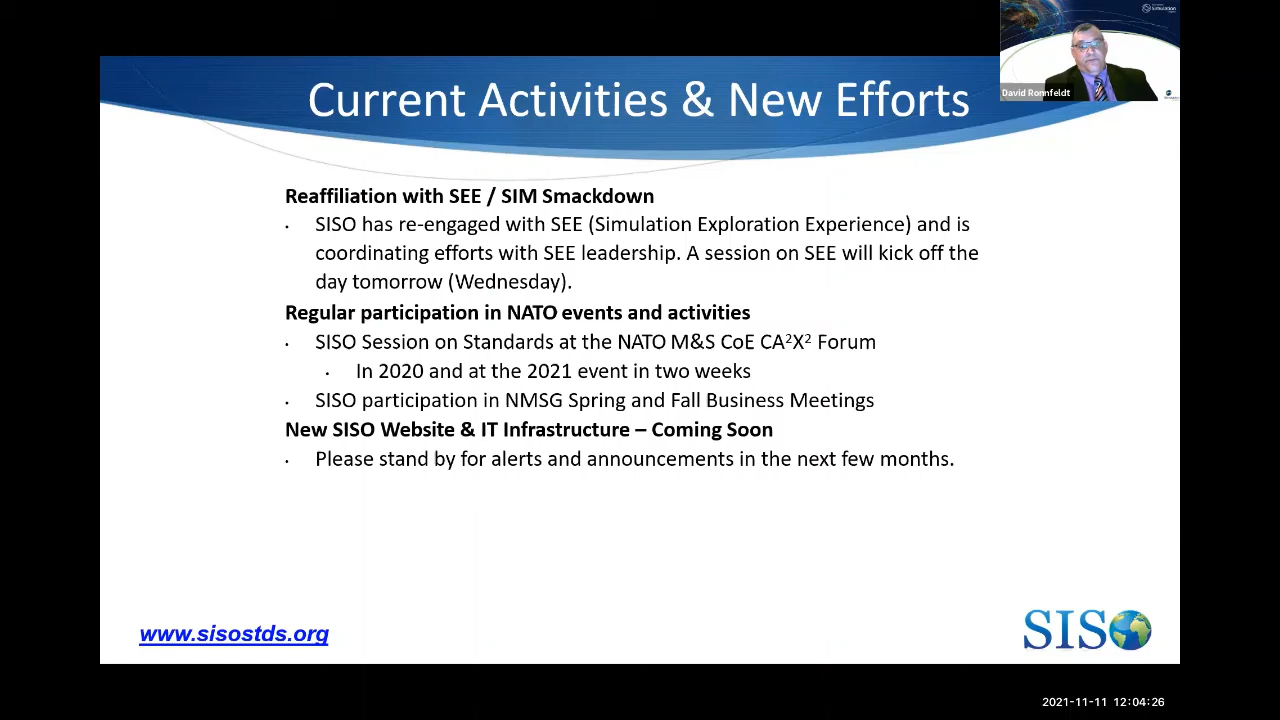 Simulation
David Ronnfeldt
Current Activities & New Efforts
Reaffiliation with SEE / SIM Smackdown
SISO has re-engaged with SEE (Simulation Exploration Experience) and is
coordinating efforts with SEE leadership. A session on SEE will kick off the
day tomorrow (Wednesday).
Regular participation in NATO events and activities
SISO Session on Standards at the NATO M&S CoE CA²X² Forum
In 2020 and at the 2021 event in two weeks
SISO participation in NMSG Spring and Fall Business Meetings
New SISO Website & IT Infrastructure – Coming Soon
Please stand by for alerts and announcements in the next few months.
www.sisostds.org
SISO
2021-11-11 12:04:26